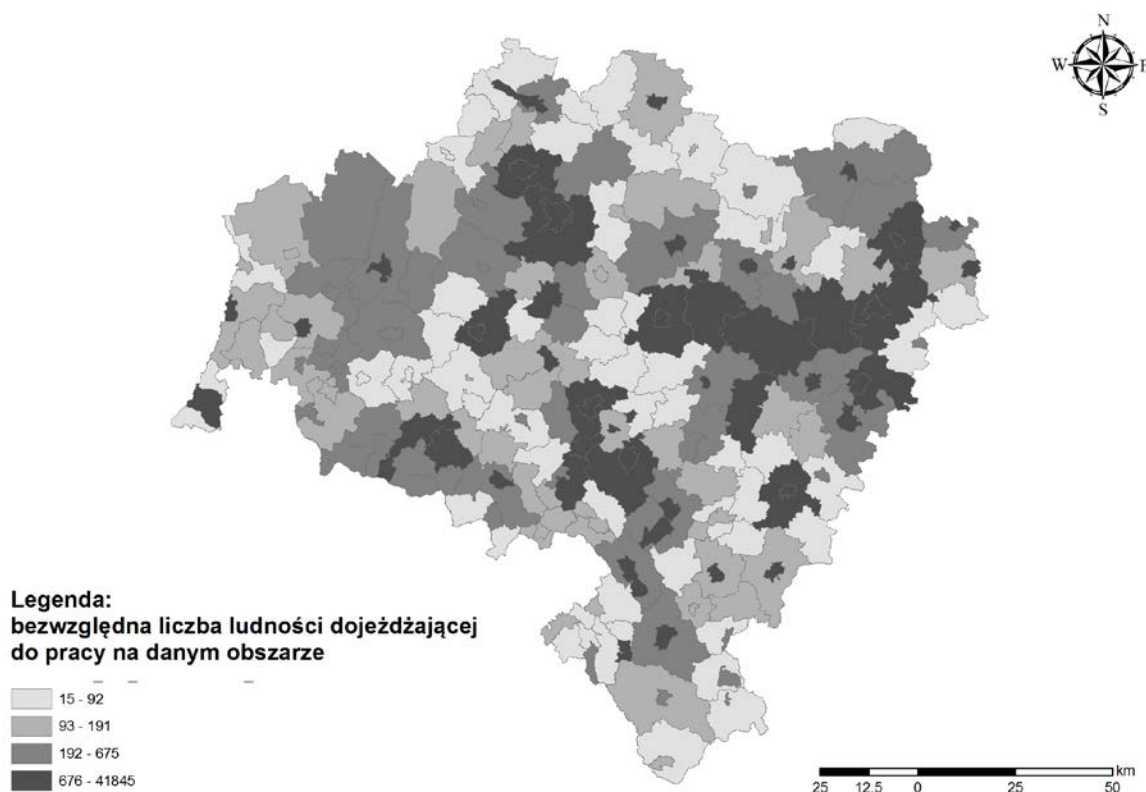 N
W
E
S
Legenda:
bezwzględna liczba ludności dojeżdżającej
do pracy na danym obszarze
15 - 92
93 - 191
192 - 675
676 - 41845
km
25 12.5 0 25 50